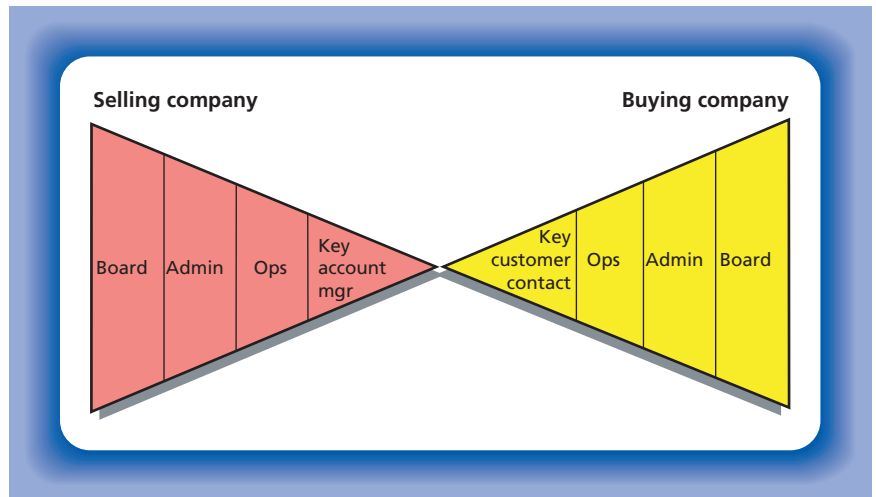 Selling company
Buying company
Board
Admin
Ops
Key
account
mgr
Key
customer
contact
Ops
Admin
Board